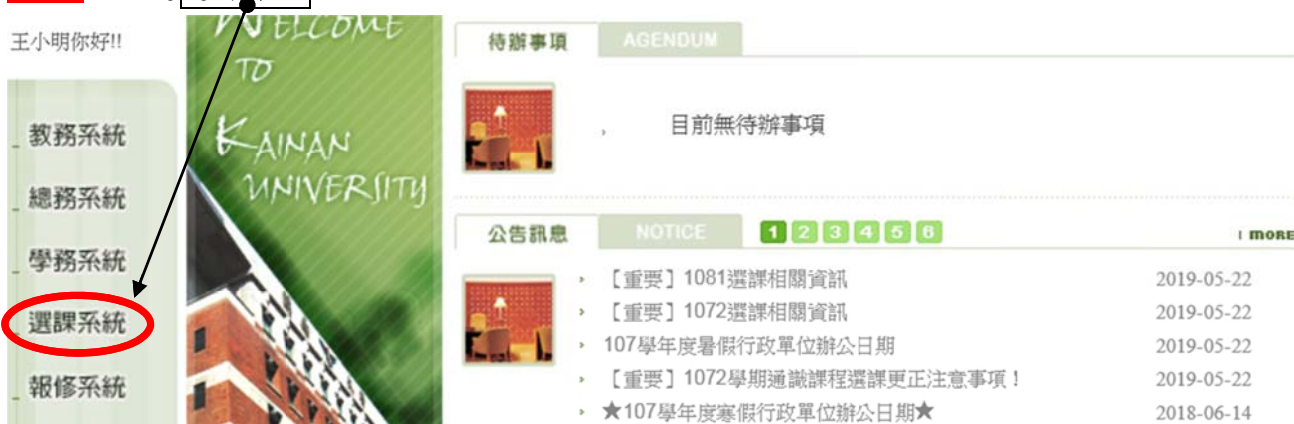 王小明你好!!
教務系統
總務系統
學務系統
選課系統
報修系統
WELCOME
TO
KAINAN
UNIVERSITY
待辦事項 AGENDUM
目前無待辦事項
公告訊息 NOTICE 1 2 3 4 5 6 MORE
【重要】1081選課相關資訊 2019-05-22
【重要】1072選課相關資訊 2019-05-22
107學年度暑假行政單位辦公日期 2019-05-22
【重要】1072學期通識課程選課更正注意事項! 2019-05-22
★107學年度寒假行政單位辦公日期★ 2018-06-14